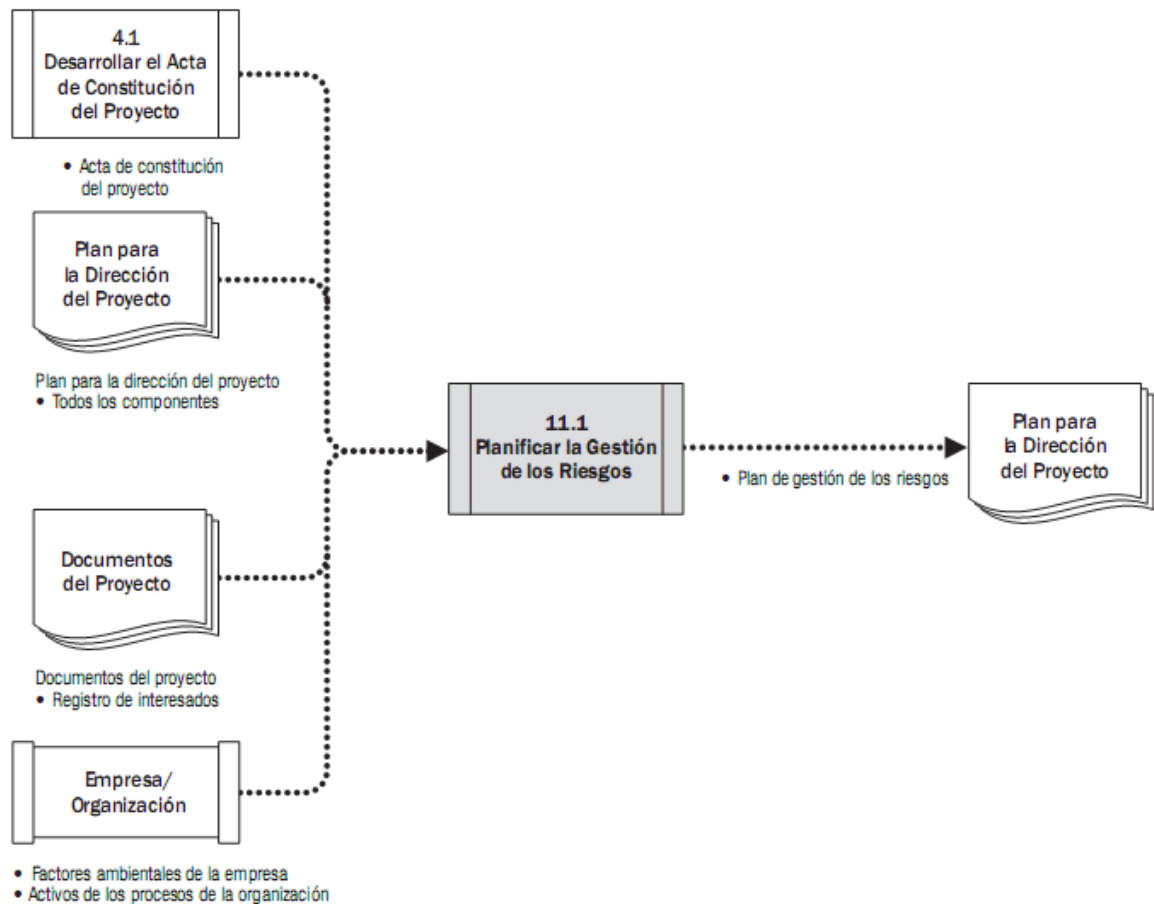 4.1
Desarrollar el Acta
de Constitución
del Proyecto
• Acta de constitución
del proyecto
Plan para
la Dirección
del Proyecto
Plan para la dirección del proyecto
• Todos los componentes
Documentos
del Proyecto
Documentos del proyecto
• Registro de interesados
Empresa/
Organización
• Factores ambientales de la empresa
• Activos de los procesos de la organización
11.1
Planificar la Gestión
de los Riesgos
• Plan de gestión de los riesgos
Plan para
la Dirección
del Proyecto